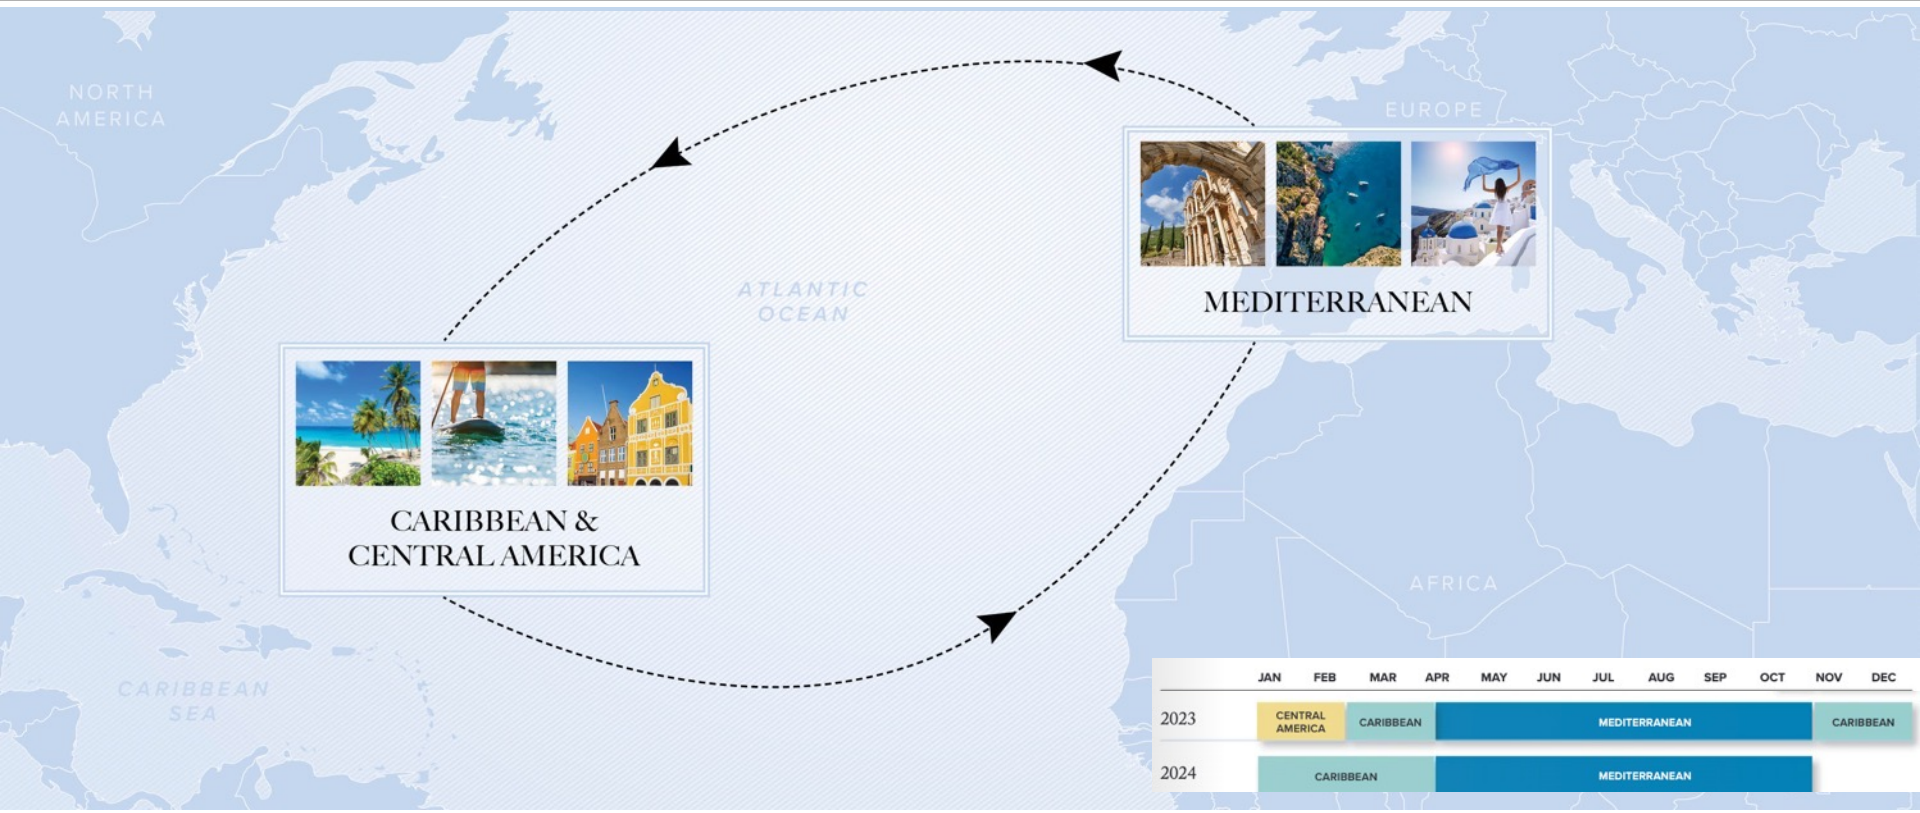 NORTH
AMERICA
EUROPE
MEDITERRANEAN
ATLANTIC
OCEAN
CARIBBEAN &
CENTRAL AMERICA
AFRICA
CARIBBEAN
SEA
JAN FEB MAR APR MAY JUN JUL AUG SEP OCT NOV DEC
2023 CENTRAL AMERICA CARIBBEAN MEDITERRANEAN CARIBBEAN
2024 CARIBBEAN MEDITERRANEAN